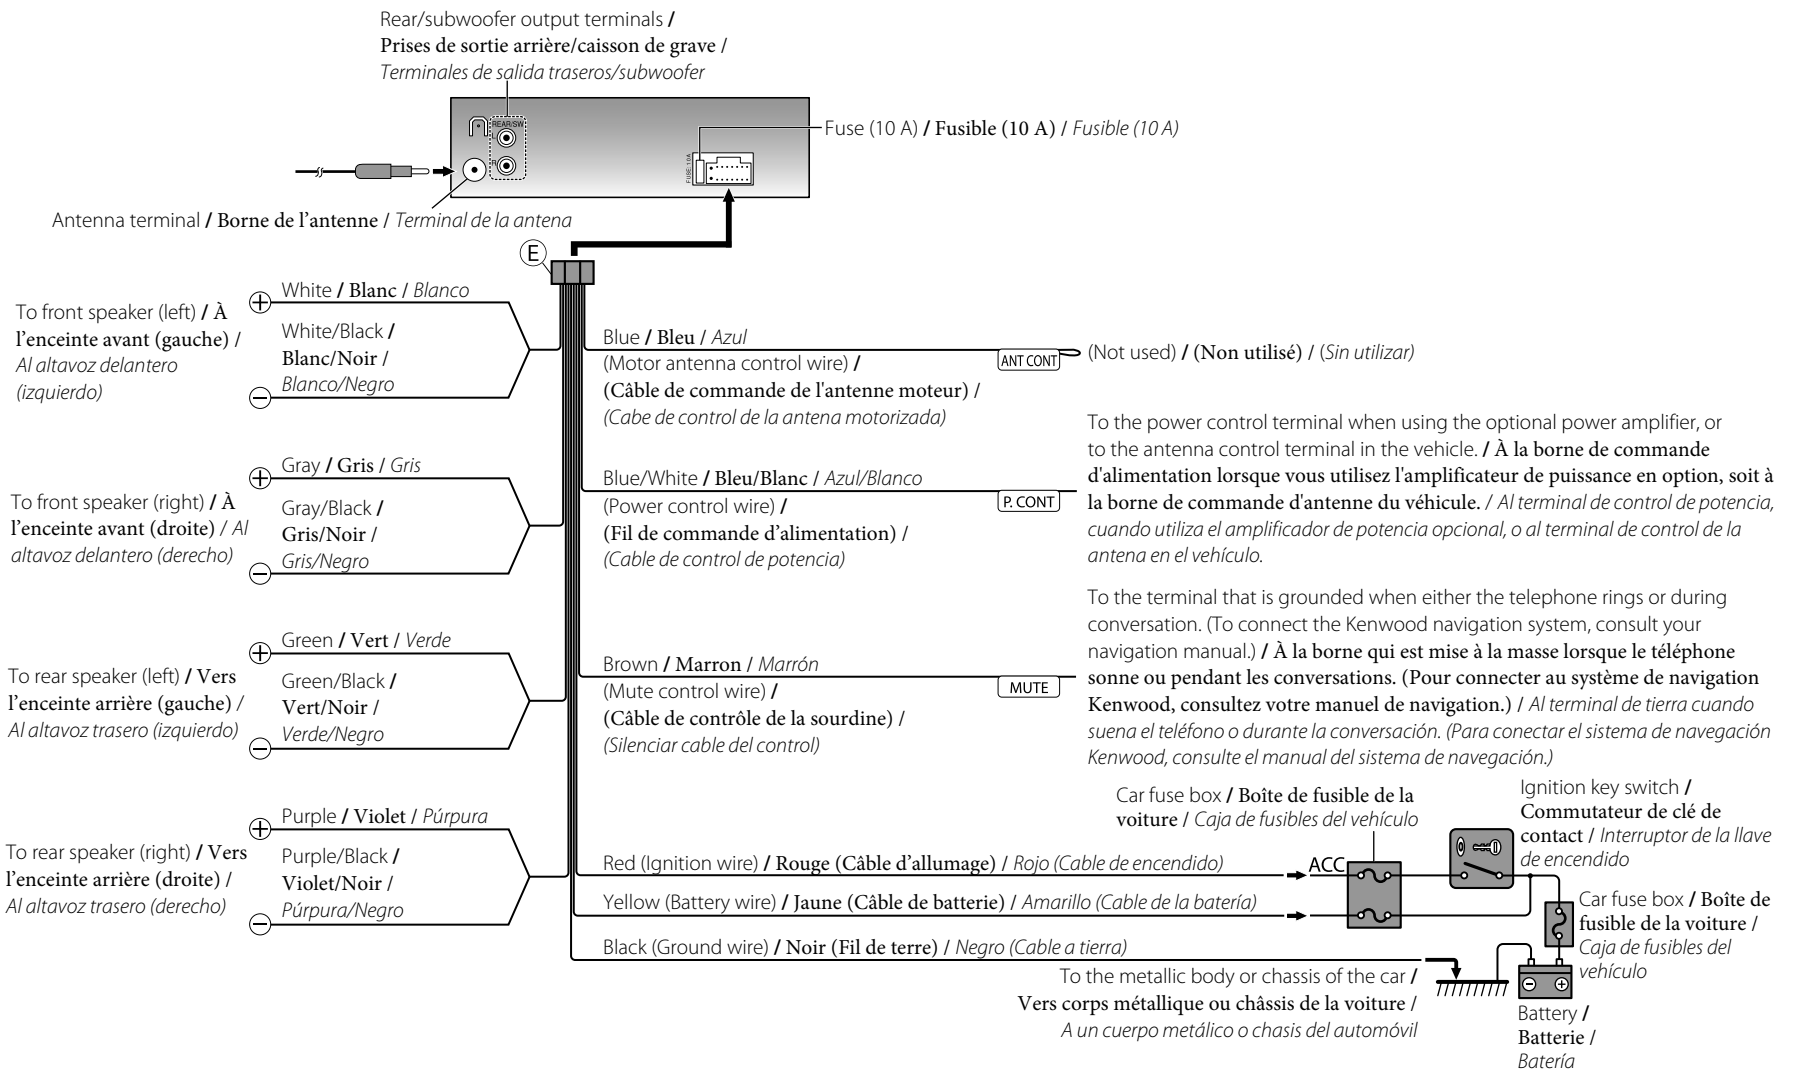 Rear/subwoofer output terminals /
Prises de sortie arrière/caisson de grave /
Terminales de salida traseros/subwoofer
REAR/SW
L
R
FUSE: 10A
Fuse (10 A) / Fusible (10 A) / Fusible (10 A)
Antenna terminal / Borne de l'antenne / Terminal de la antena
E
To front speaker (left) / À
l'enceinte avant (gauche) /
Al altavoz delantero
(izquierdo)
White / Blanc / Blanco
White/Black /
Blanc/Noir /
Blanco/Negro
To front speaker (right) / À
l'enceinte avant (droite) / Al
altavoz delantero (derecho)
Gray / Gris / Gris
Gray/Black /
Gris/Noir /
Gris/Negro
To rear speaker (left) / Vers
l'enceinte arrière (gauche) /
Al altavoz trasero (izquierdo)
Green / Vert / Verde
Green/Black /
Vert/Noir /
Verde/Negro
To rear speaker (right) / Vers
l'enceinte arrière (droite) /
Al altavoz trasero (derecho)
Purple / Violet / Púrpura
Purple/Black /
Violet/Noir /
Púrpura/Negro
Blue / Bleu / Azul
(Motor antenna control wire) /
(Câble de commande de l'antenne moteur) /
(Cabe de control de la antena motorizada)
ANT CONT
(Not used) / (Non utilisé) / (Sin utilizar)
Blue/White / Bleu/Blanc / Azul/Blanco
(Power control wire) /
(Fil de commande d'alimentation) /
(Cable de control de potencia)
P. CONT
To the power control terminal when using the optional power amplifier, or
to the antenna control terminal in the vehicle. / À la borne de commande
d'alimentation lorsque vous utilisez l'amplificateur de puissance en option, soit à
la borne de commande d'antenne du véhicule. / Al terminal de control de potencia,
cuando utiliza el amplificador de potencia opcional, o al terminal de control de la
antena en el vehículo.
Brown / Marron / Marrón
(Mute control wire) /
(Câble de contrôle de la sourdine) /
(Silenciar cable del control)
MUTE
To the terminal that is grounded when either the telephone rings or during
conversation. (To connect the Kenwood navigation system, consult your
navigation manual.) / À la borne qui est mise à la masse lorsque le téléphone
sonne ou pendant les conversations. (Pour connecter au système de navigation
Kenwood, consultez votre manuel de navigation.) / Al terminal de tierra cuando
suena el teléfono o durante la conversación. (Para conectar el sistema de navegación
Kenwood, consulte el manual del sistema de navegación.)
Car fuse box / Boîte de fusible de la
voiture / Caja de fusibles del vehículo
Ignition key switch /
Commutateur de clé de
contact / Interruptor de la llave
de encendido
Red (Ignition wire) / Rouge (Câble d'allumage) / Rojo (Cable de encendido)
ACC
Yellow (Battery wire) / Jaune (Câble de batterie) / Amarillo (Cable de la batería)
Car fuse box / Boîte de
fusible de la voiture /
Caja de fusibles del
vehículo
Black (Ground wire) / Noir (Fil de terre) / Negro (Cable a tierra)
To the metallic body or chassis of the car /
Vers corps métallique ou châssis de la voiture /
A un cuerpo metálico o chasis del automóvil
Battery /
Batterie /
Batería